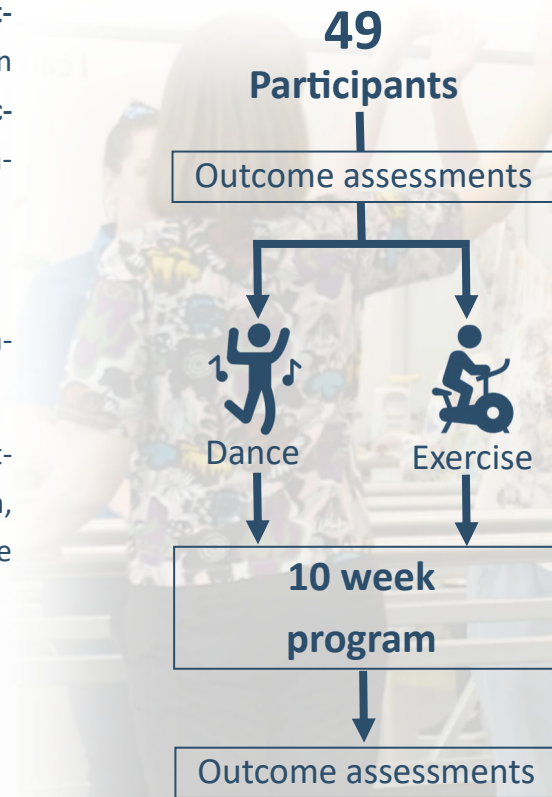 49
Participants
Outcome assessments
Dance
Exercise
10 week
program
Outcome assessments